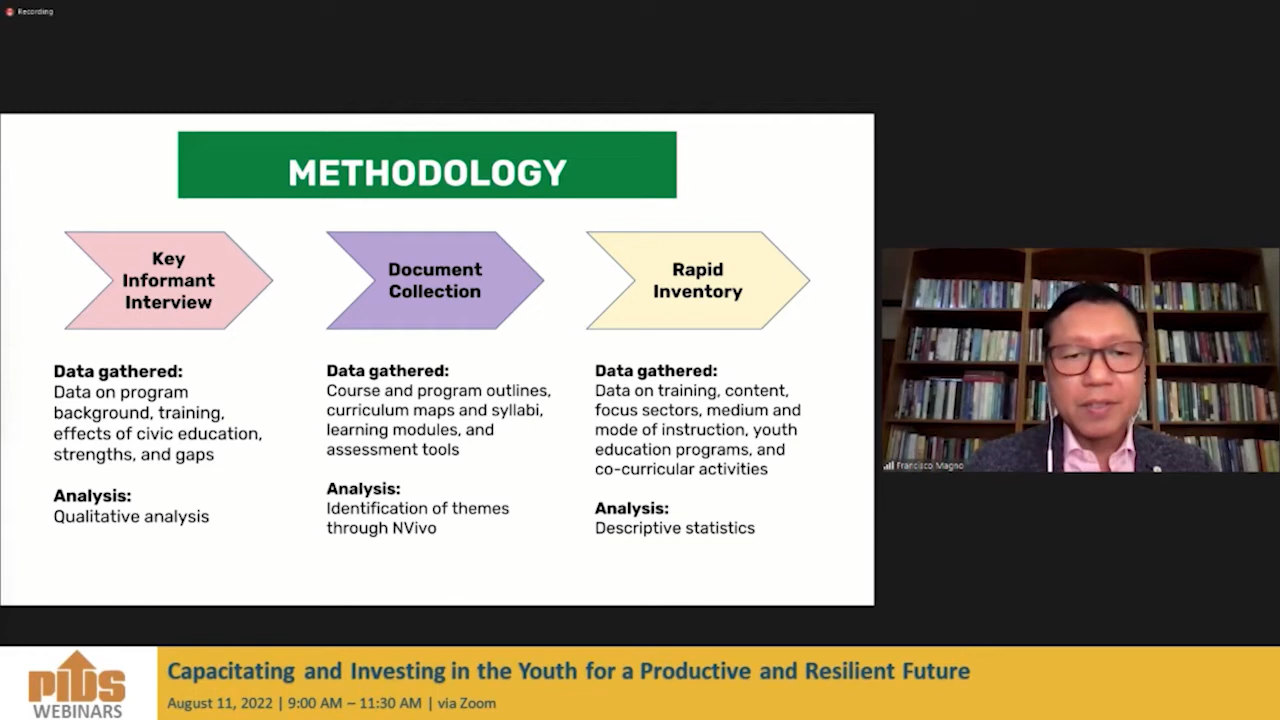 Recording
METHODOLOGY
Key
Informant
Interview
Document
Collection
Rapid
Inventory
Data gathered:
Data on program
background, training,
effects of civic education,
strengths, and gaps
Analysis:
Qualitative analysis
Data gathered:
Course and program outlines,
curriculum maps and syllabi,
learning modules, and
assessment tools
Analysis:
Identification of themes
through NVivo
Data gathered:
Data on training, content,
focus sectors, medium and
mode of instruction, youth
education programs, and
co-curricular activities
Analysis:
Descriptive statistics
Francisco Magno
PIDS
WEBINARS
Capacitating and Investing in the Youth for a Productive and Resilient Future
August 11, 2022 | 9:00 AM – 11:30 AM | via Zoom